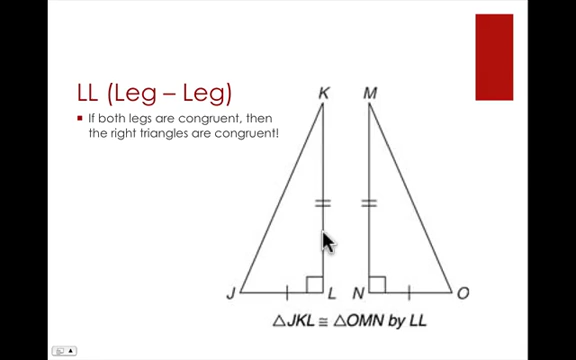 LL (Leg – Leg)
If both legs are congruent, then
the right triangles are congruent!
K M
J L N O
△JKL ≅ △OMN by LL